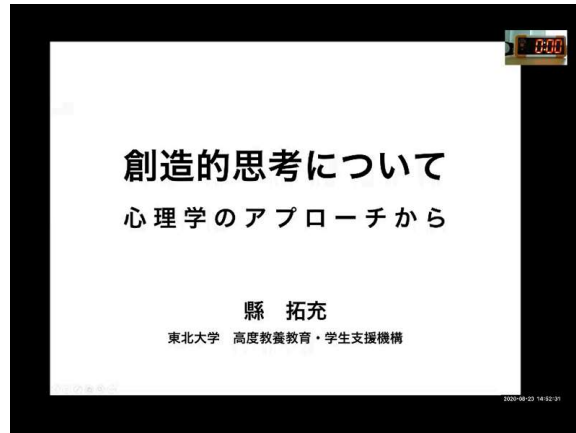 0:00
創造的思考について
心理学のアプローチから
縣 拓充
東北大学 高度教養教育・学生支援機構
2020-08-23 14:52:31